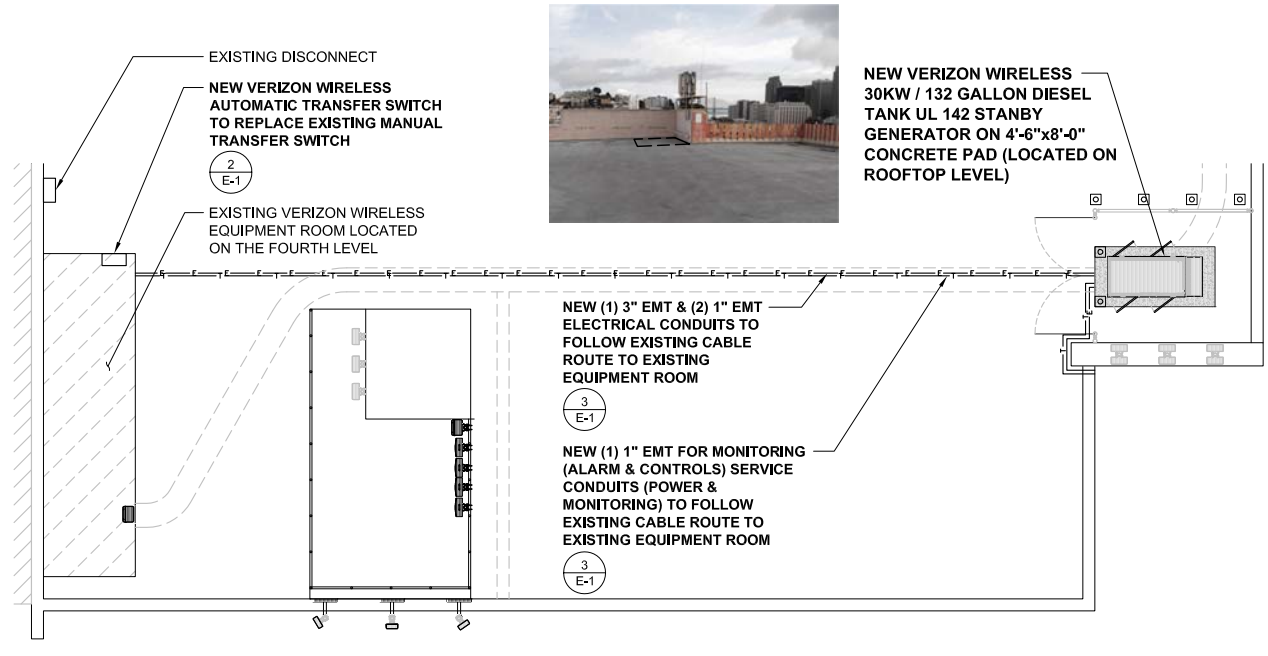 EXISTING DISCONNECT
NEW VERIZON WIRELESS
AUTOMATIC TRANSFER SWITCH
TO REPLACE EXISTING MANUAL
TRANSFER SWITCH
2
E-1
EXISTING VERIZON WIRELESS
EQUIPMENT ROOM LOCATED
ON THE FOURTH LEVEL
NEW VERIZON WIRELESS
30KW / 132 GALLON DIESEL
TANK UL 142 STANBY
GENERATOR ON 4'-6"x8'-0"
CONCRETE PAD (LOCATED ON
ROOFTOP LEVEL)
NEW (1) 3" EMT & (2) 1" EMT
ELECTRICAL CONDUITS TO
FOLLOW EXISTING CABLE
ROUTE TO EXISTING
EQUIPMENT ROOM
3
E-1
NEW (1) 1" EMT FOR MONITORING
(ALARM & CONTROLS) SERVICE
CONDUITS (POWER &
MONITORING) TO FOLLOW
EXISTING CABLE ROUTE TO
EXISTING EQUIPMENT ROOM
3
E-1